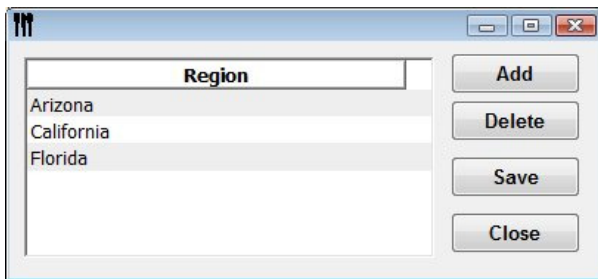 Region
Arizona
California
Florida
Add
Delete
Save
Close